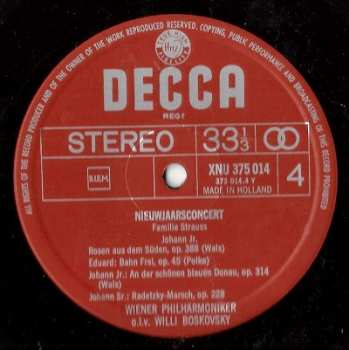 ALL RIGHTS OF THE RECORD PRODUCER AND OF THE OWNER OF THE WORK REPRODUCED RESERVED. COPYING, PUBLIC PERFORMANCE AND BROADCASTING OF THIS RECORD PROHIBITED
DECCA
REG?
STEREO 33⅓
B.I.E.M. XNU 375 014 4
373 014.4 Y
MADE IN HOLLAND
NIEUWJAARSCONCERT
Familie Strauss
Johann Jr.
Rosen aus dem Süden, op. 388 (Wals)
Eduard: Bahn Frei, op. 45 (Polka)
Johann Jr.: An der schönen blauen Donau, op. 314
(Wals)
Johann Sr.: Radetzky-Marsch, op. 228
WIENER PHILHARMONIKER
o.l.v. WILLI BOSKOVSKY